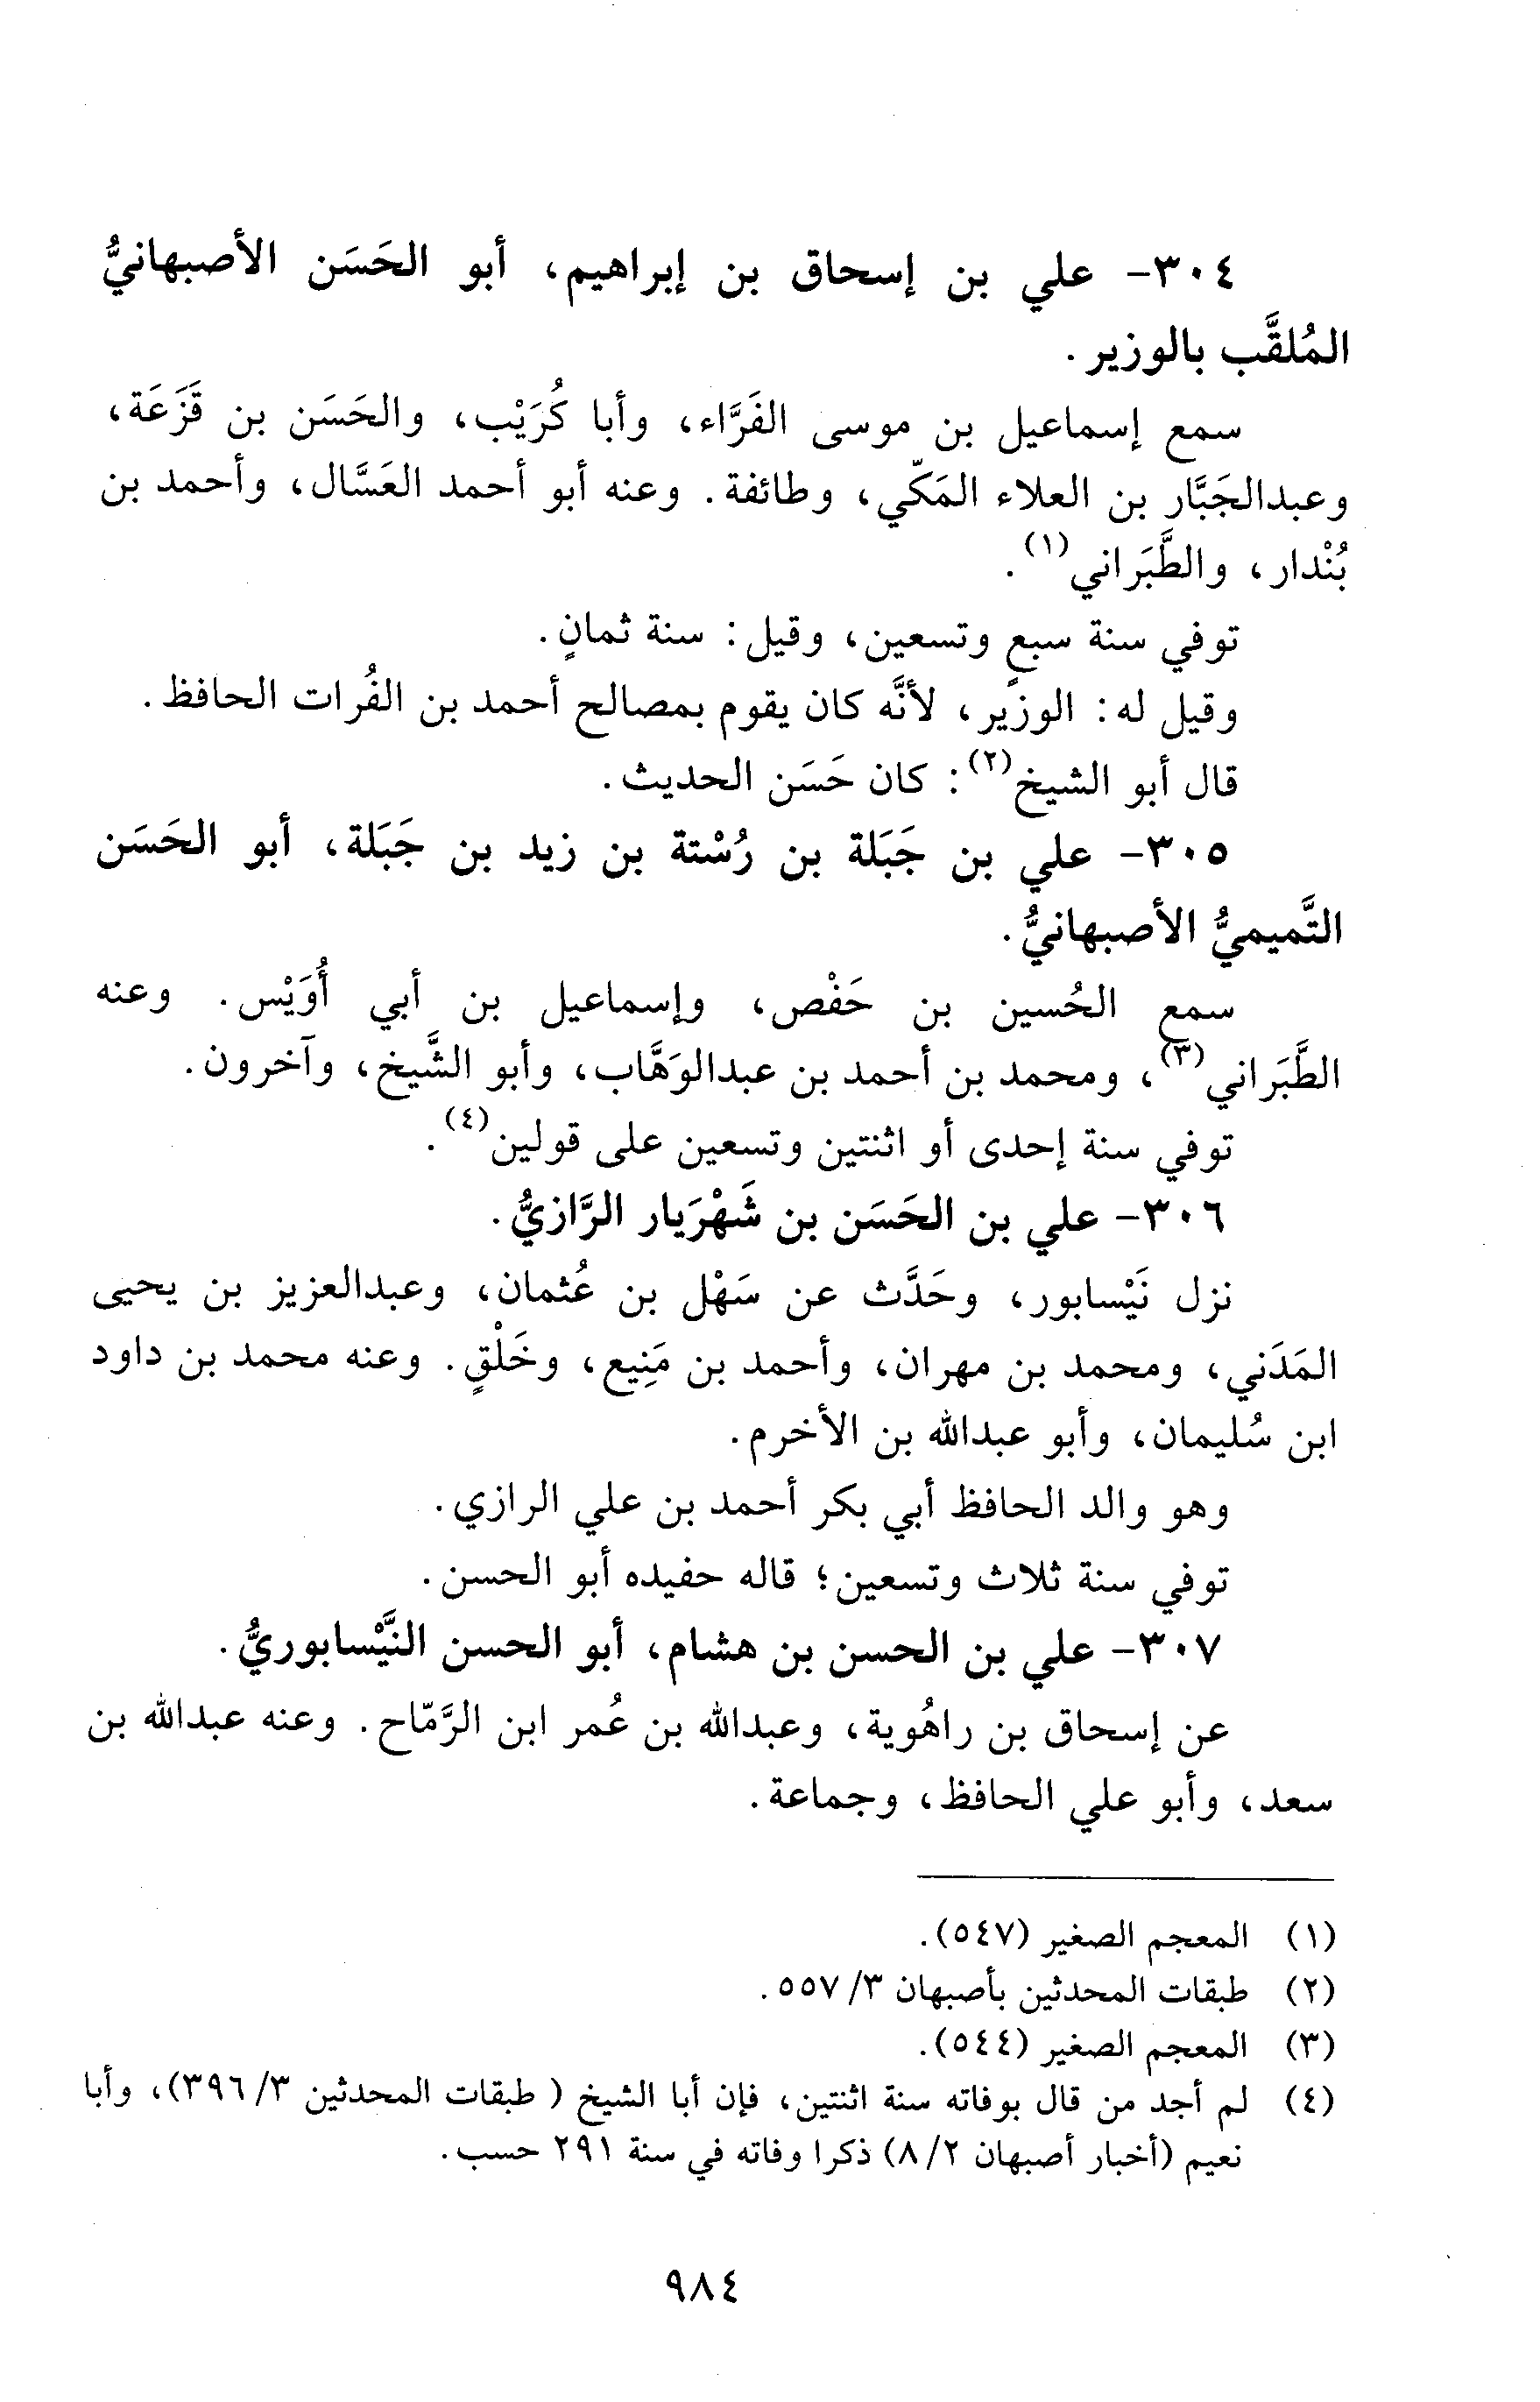 ٣٠٤- علي بن إسحاق بن إبراهيم، أبو الحَسَن الأصبهانيُّ
المُلقَّب بالوزير.
سمع إسماعيل بن موسى الفَرَّاء، وأبا كُرَيْب، والحَسَن بن قَزَعَة،
وعبدالجَبَّار بن العلاء المَكّي، وطائفة. وعنه أبو أحمد العَسَّال، وأحمد بن
بُنْدار، والطَّبَراني(١).
توفي سنة سبعٍ وتسعين، وقيل: سنة ثمانٍ.
وقيل له: الوزير، لأنَّه كان يقوم بمصالح أحمد بن الفُرات الحافظ.
قال أبو الشيخ(٢): كان حَسَن الحديث.
٣٠٥- علي بن جَبَلة بن رُسْتة بن زيد بن جَبَلة، أبو الحَسَن
التَّميميُّ الأصبهانيُّ.
سمع الحُسين بن حَفْص، وإسماعيل بن أبي أُوَيْس. وعنه
الطَّبَراني(٣)، ومحمد بن أحمد بن عبدالوَهَّاب، وأبو الشَّيخ، وآخرون.
توفي سنة إحدى أو اثنتين وتسعين على قولين(٤).
٣٠٦- علي بن الحَسَن بن شَهْرَيار الرَّازيُّ.
نزل نَيْسابور، وحَدَّث عن سَهْل بن عُثمان، وعبدالعزيز بن يحيى
المَدَني، ومحمد بن مهران، وأحمد بن مَنِيع، وخَلْقٍ. وعنه محمد بن داود
ابن سُليمان، وأبو عبدالله بن الأخرم.
وهو والد الحافظ أبي بكر أحمد بن علي الرازي.
توفي سنة ثلاث وتسعين؛ قاله حفيده أبو الحسن.
٣٠٧- علي بن الحسن بن هشام، أبو الحسن النَّيْسابوريُّ.
عن إسحاق بن راهُوية، وعبدالله بن عُمر ابن الرَّمّاح. وعنه عبدالله بن
سعد، وأبو علي الحافظ، وجماعة.
(١) المعجم الصغير (٥٤٧).
(٢) طبقات المحدثين بأصبهان ٣/ ٥٥٧.
(٣) المعجم الصغير (٥٤٤).
(٤) لم أجد من قال بوفاته سنة اثنتين، فإن أبا الشيخ ( طبقات المحدثين ٣/ ٣٩٦)، وأبا
نعيم (أخبار أصبهان ٢/ ٨) ذكرا وفاته في سنة ٢٩١ حسب.
٩٨٤